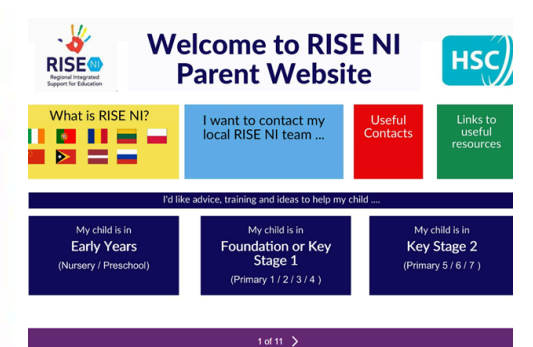 RISE NI
Regional Integrated
Support for Education
Welcome to RISE NI
Parent Website
HSC
What is RISE NI?
I want to contact my
local RISE NI team ...
Useful
Contacts
Links to
useful
resources
I'd like advice, training and ideas to help my child ....
My child is in
Early Years
(Nursery / Preschool)
My child is in
Foundation or Key
Stage 1
(Primary 1 / 2 / 3 / 4 )
My child is in
Key Stage 2
(Primary 5 / 6 / 7 )
1 of 11